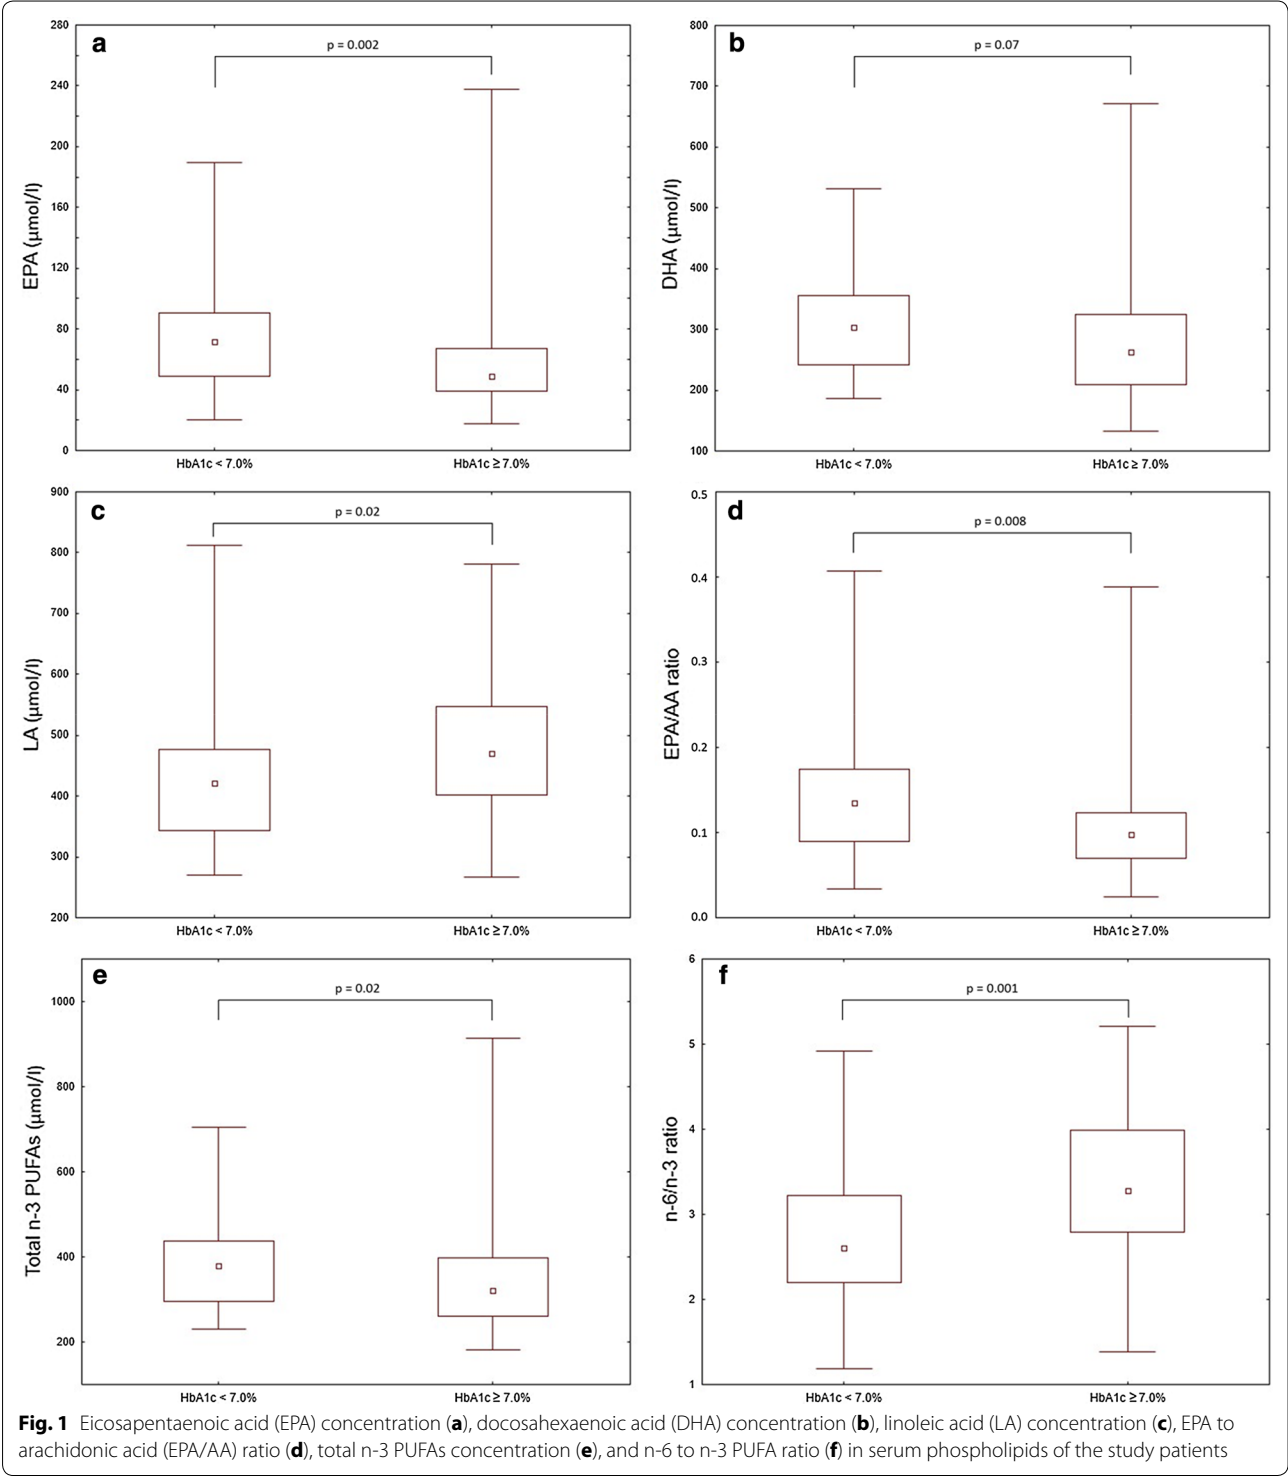 a
p = 0.002
280
240
200
160
120
80
40
0
EPA (μmol/l)
HbA1c < 7.0%
HbA1c ≥ 7.0%
b
p = 0.07
800
700
600
500
400
300
200
100
DHA (μmol/l)
HbA1c < 7.0%
HbA1c ≥ 7.0%
c
p = 0.02
900
800
700
600
500
400
300
200
LA (μmol/l)
HbA1c < 7.0%
HbA1c ≥ 7.0%
d
p = 0.008
0.5
0.4
0.3
0.2
0.1
0.0
EPA/AA ratio
HbA1c < 7.0%
HbA1c ≥ 7.0%
e
p = 0.02
1000
800
600
400
200
Total n-3 PUFAs (μmol/l)
HbA1c < 7.0%
HbA1c ≥ 7.0%
f
p = 0.001
6
5
4
3
2
1
n-6/n-3 ratio
HbA1c < 7.0%
HbA1c ≥ 7.0%
Fig. 1 Eicosapentaenoic acid (EPA) concentration (a), docosahexaenoic acid (DHA) concentration (b), linoleic acid (LA) concentration (c), EPA to
arachidonic acid (EPA/AA) ratio (d), total n-3 PUFAs concentration (e), and n-6 to n-3 PUFA ratio (f) in serum phospholipids of the study patients